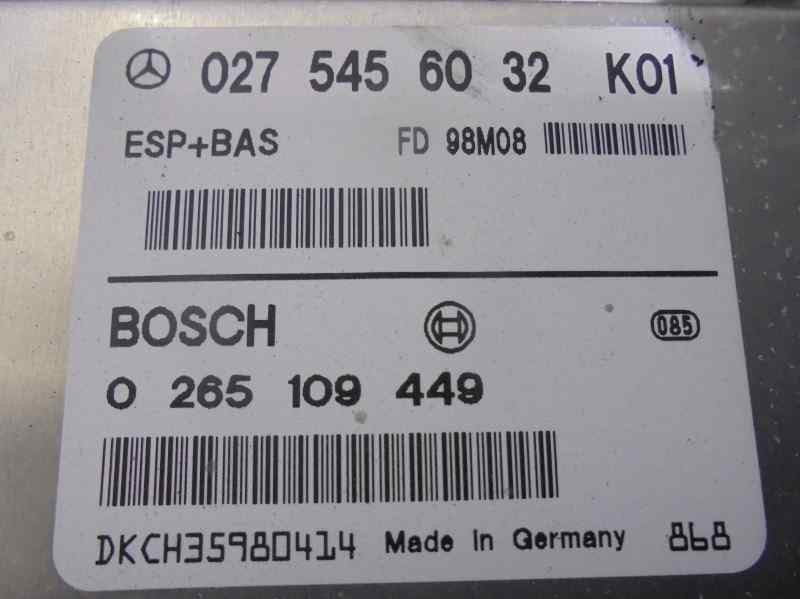 027 545 60 32 K01
ESP+BAS FD 98M08
BOSCH 085
0 265 109 449
DKCH35980414 Made in Germany 868